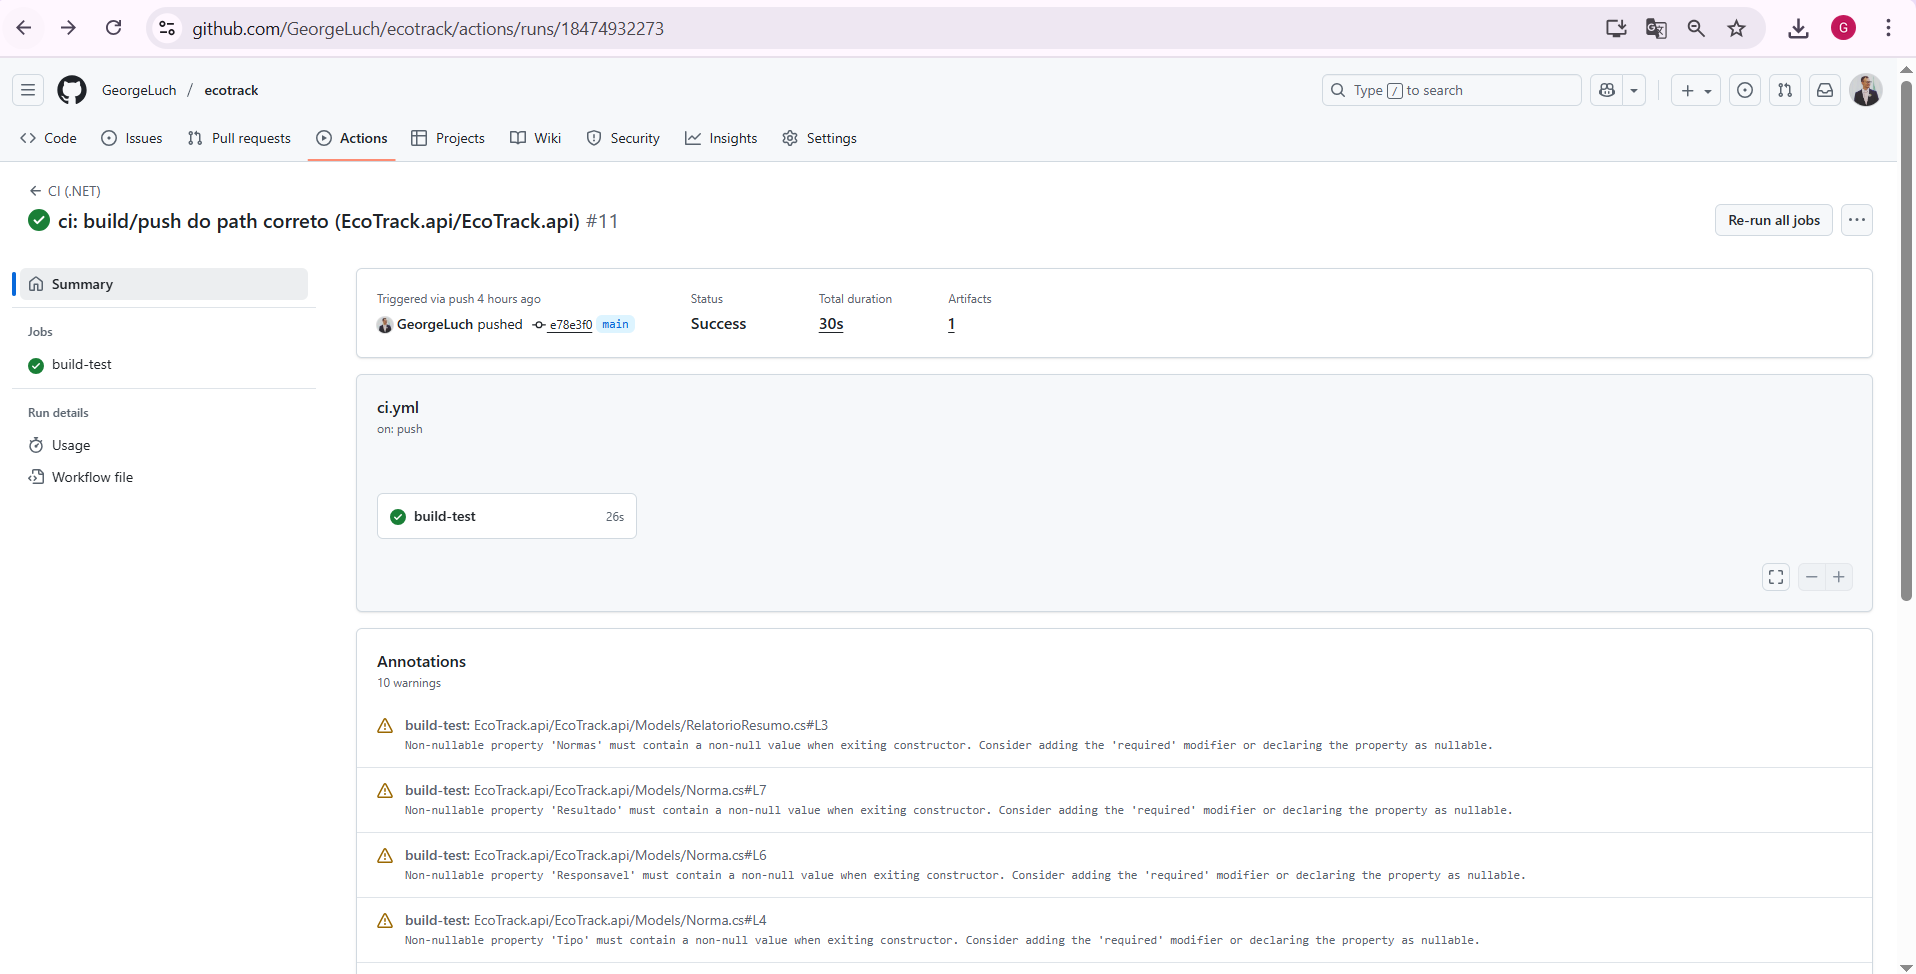 github.com/GeorgeLuch/ecotrack/actions/runs/18474932273
G
GeorgeLuch / ecotrack
Type / to search
Code Issues Pull requests Actions Projects Wiki Security Insights Settings
CI (.NET)
ci: build/push do path correto (EcoTrack.api/EcoTrack.api) #11
Re-run all jobs
Summary
Jobs
build-test
Run details
Usage
Workflow file
Triggered via push 4 hours ago
GeorgeLuch pushed e78e3f0 main
Status
Success
Total duration
30s
Artifacts
1
ci.yml
on: push
build-test 26s
Annotations
10 warnings
build-test: EcoTrack.api/EcoTrack.api/Models/RelatorioResumo.cs#L3
Non-nullable property 'Normas' must contain a non-null value when exiting constructor. Consider adding the 'required' modifier or declaring the property as nullable.
build-test: EcoTrack.api/EcoTrack.api/Models/Norma.cs#L7
Non-nullable property 'Resultado' must contain a non-null value when exiting constructor. Consider adding the 'required' modifier or declaring the property as nullable.
build-test: EcoTrack.api/EcoTrack.api/Models/Norma.cs#L6
Non-nullable property 'Responsavel' must contain a non-null value when exiting constructor. Consider adding the 'required' modifier or declaring the property as nullable.
build-test: EcoTrack.api/EcoTrack.api/Models/Norma.cs#L4
Non-nullable property 'Tipo' must contain a non-null value when exiting constructor. Consider adding the 'required' modifier or declaring the property as nullable.